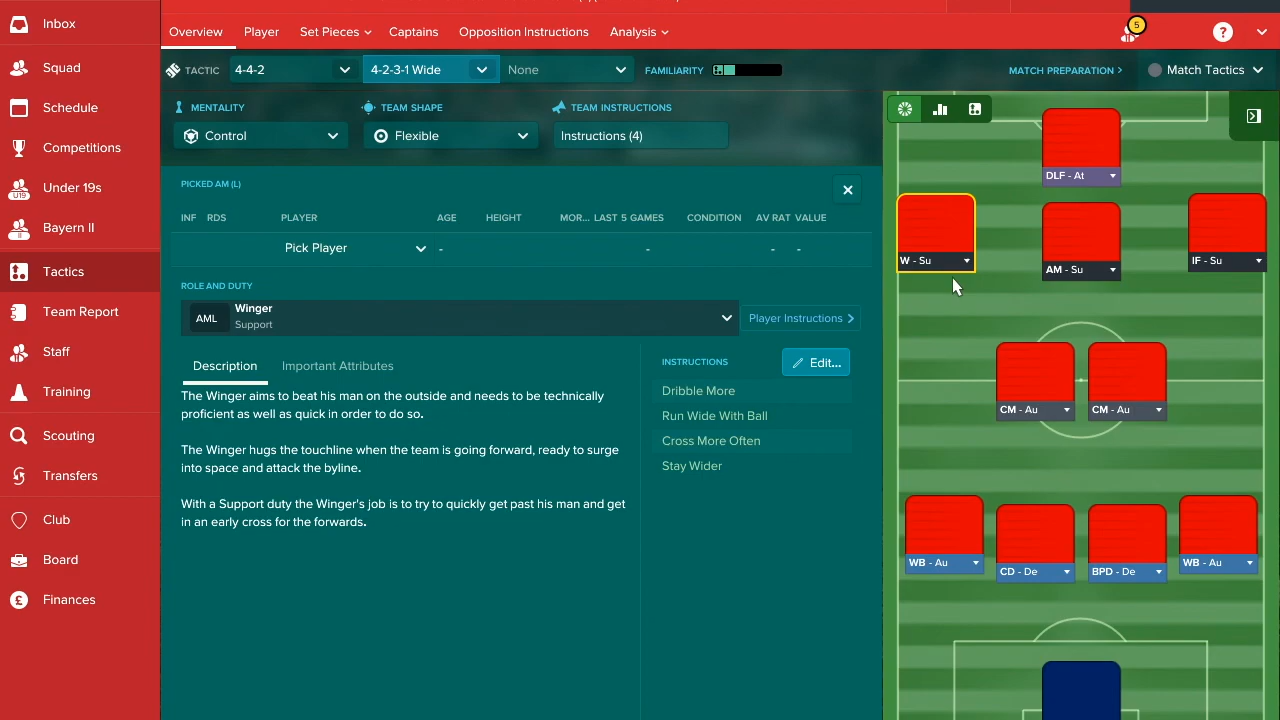 Inbox
Squad
Schedule
Competitions
Under 19s
U19
Bayern II
II
Tactics
Team Report
Staff
Training
Scouting
Transfers
Club
Board
Finances
Overview
Player
Set Pieces
Captains
Opposition Instructions
Analysis
5
?
TACTIC
4-4-2
4-2-3-1 Wide
None
FAMILIARITY
MATCH PREPARATION >
Match Tactics
MENTALITY
TEAM SHAPE
TEAM INSTRUCTIONS
Control
Flexible
Instructions (4)
PICKED AM (L)
INF RDS PLAYER AGE HEIGHT MOR... LAST 5 GAMES CONDITION AV RAT VALUE
Pick Player - - - -
ROLE AND DUTY
AML
Winger
Support
Player Instructions >
Description
Important Attributes
The Winger aims to beat his man on the outside and needs to be technically
proficient as well as quick in order to do so.
The Winger hugs the touchline when the team is going forward, ready to surge
into space and attack the byline.
With a Support duty the Winger's job is to try to quickly get past his man and get
in an early cross for the forwards.
INSTRUCTIONS
Edit...
Dribble More
Run Wide With Ball
Cross More Often
Stay Wider
DLF - At
W - Su
AM - Su
IF - Su
CM - Au
CM - Au
WB - Au
CD - De
BPD - De
WB - Au